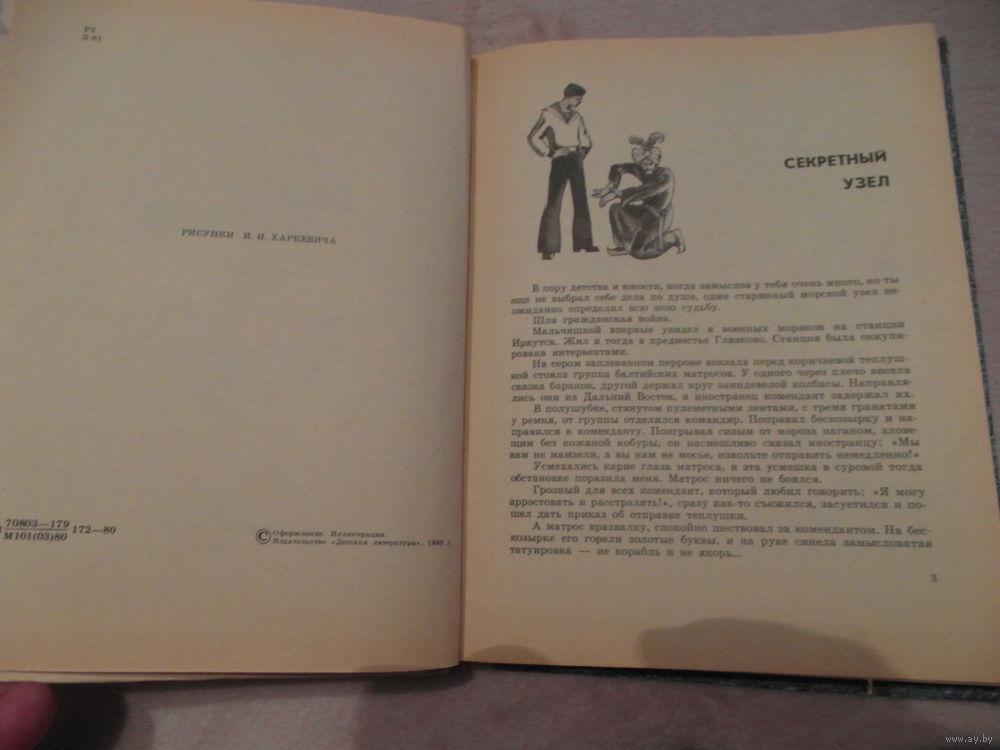 Р2
З-81
РИСУНКИ И. И. ХАРКЕВИЧА
70803—179
М101(03)80
172—80
© Оформление. Иллюстрация.
Издательство «Детская литература», 1980 г.
СЕКРЕТНЫЙ
УЗЕЛ
В пору детства и юности, когда замыслов у тебя очень много, но ты
еще не выбрал себе дела по душе, один старинный морской узел не-
ожиданно определил всю мою судьбу.
Шла гражданская война.
Мальчишкой впервые увидел я военных моряков на станции
Иркутск. Жил я тогда в предместье Глазково. Станция была оккупи-
рована интервентами.
На сером заплеванном перроне вокзала перед коричневой теплуш-
кой стояла группа балтийских матросов. У одного через плечо висела
связка баранок, другой держал круг заиндевелой колбасы. Направля-
лись они на Дальний Восток, а иностранец комендант задержал их.
В полушубке, стянутом пулеметными лентами, с тремя гранатами
у ремня, от группы отделился командир. Поправил бескозырку и на-
правился к коменданту. Поигрывая сизым от мороза наганом, злове-
щим без кожаной кобуры, он насмешливо сказал иностранцу: «Мы
вам не мамзели, а вы нам не мосье, извольте отправить немедленно!»
Усмехались карие глаза матроса, и эта усмешка в суровой тогда
обстановке поразила меня. Матрос ничего не боялся.
Грозный для всех комендант, который любил говорить: «Я могу
аррэстовать и расстрэлять!», сразу как-то съежился, засуетился и по-
шел дать приказ об отправке теплушки.
А матрос вразвалку, спокойно шествовал за комендантом. На бес-
козырке его горели золотые буквы, и на руке синела замысловатая
татуировка — не корабль и не якорь...
3
www.ay.by